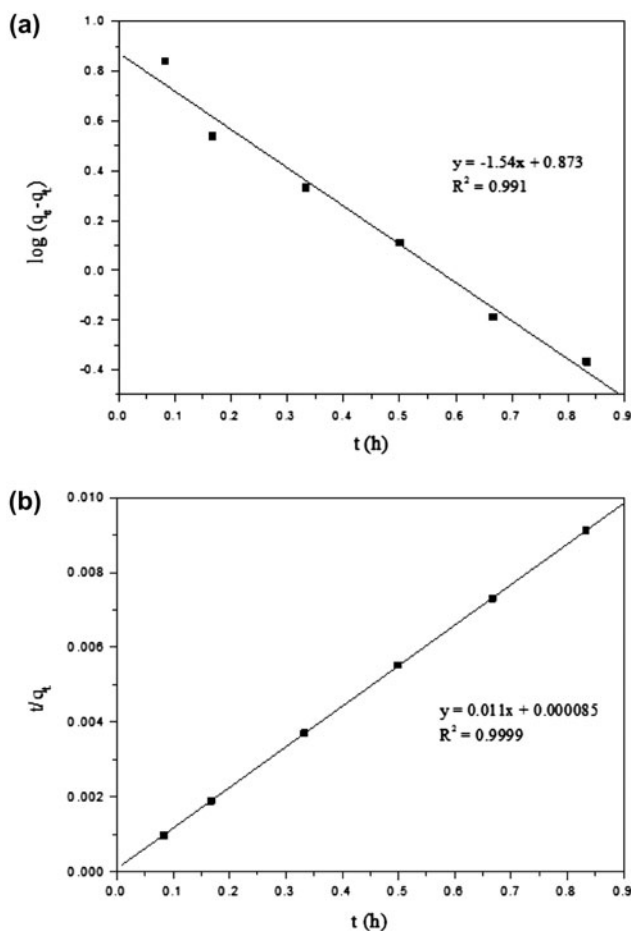 (a)
1.0
0.8
0.6
0.4
0.2
0.0
-0.2
-0.4
log (qe-qt)
y = -1.54x + 0.873
R² = 0.991
0.0 0.1 0.2 0.3 0.4 0.5 0.6 0.7 0.8 0.9
t (h)
(b)
0.010
0.008
0.006
0.004
0.002
0.000
t/qt
y = 0.011x + 0.000085
R² = 0.9999
0.0 0.1 0.2 0.3 0.4 0.5 0.6 0.7 0.8 0.9
t (h)